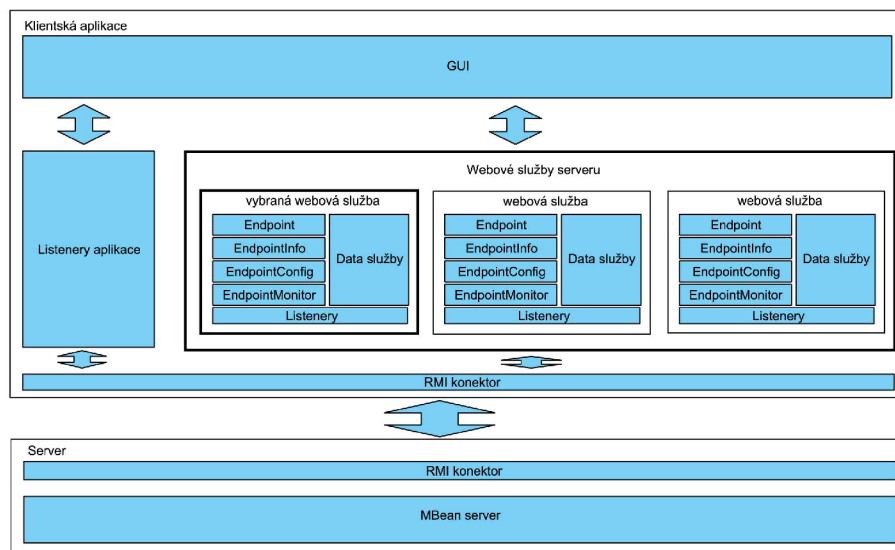 Klientská aplikace
GUI
Listenery aplikace
Webové služby serveru
vybraná webová služba
Endpoint
EndpointInfo
EndpointConfig
EndpointMonitor
Data služby
Listenery
webová služba
Endpoint
EndpointInfo
EndpointConfig
EndpointMonitor
Data služby
Listenery
webová služba
Endpoint
EndpointInfo
EndpointConfig
EndpointMonitor
Data služby
Listenery
RMI konektor
Server
RMI konektor
MBean server